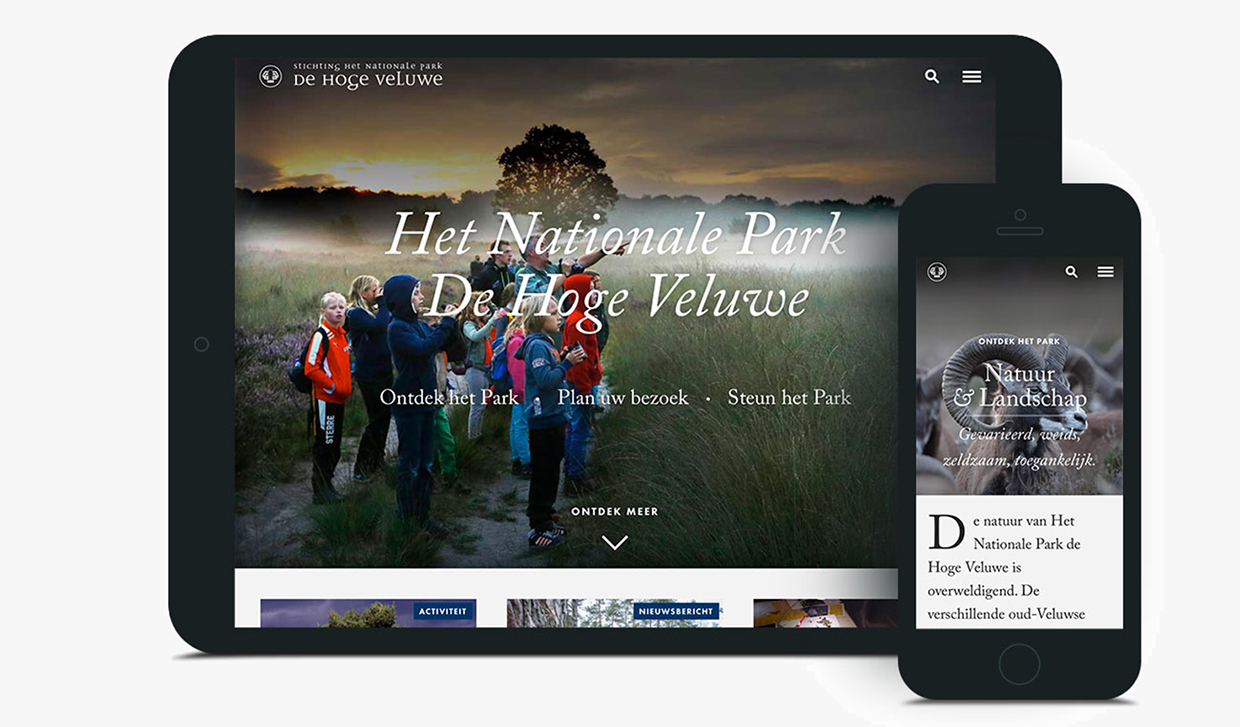 STICHTING HET NATIONALE PARK
DE HOGE VELUWE
Het Nationale Park
De Hoge Veluwe
Ontdek het Park · Plan uw bezoek · Steun het Park
STERRE
ONTDEK MEER
ACTIVITEIT
NIEUWSBERICHT
ONTDEK HET PARK
Natuur
& Landschap
Gevarieerd, weids,
zeldzaam, toegankelijk.
De natuur van Het
Nationale Park de
Hoge Veluwe is
overweldigend. De
verschillende oud-Veluwse